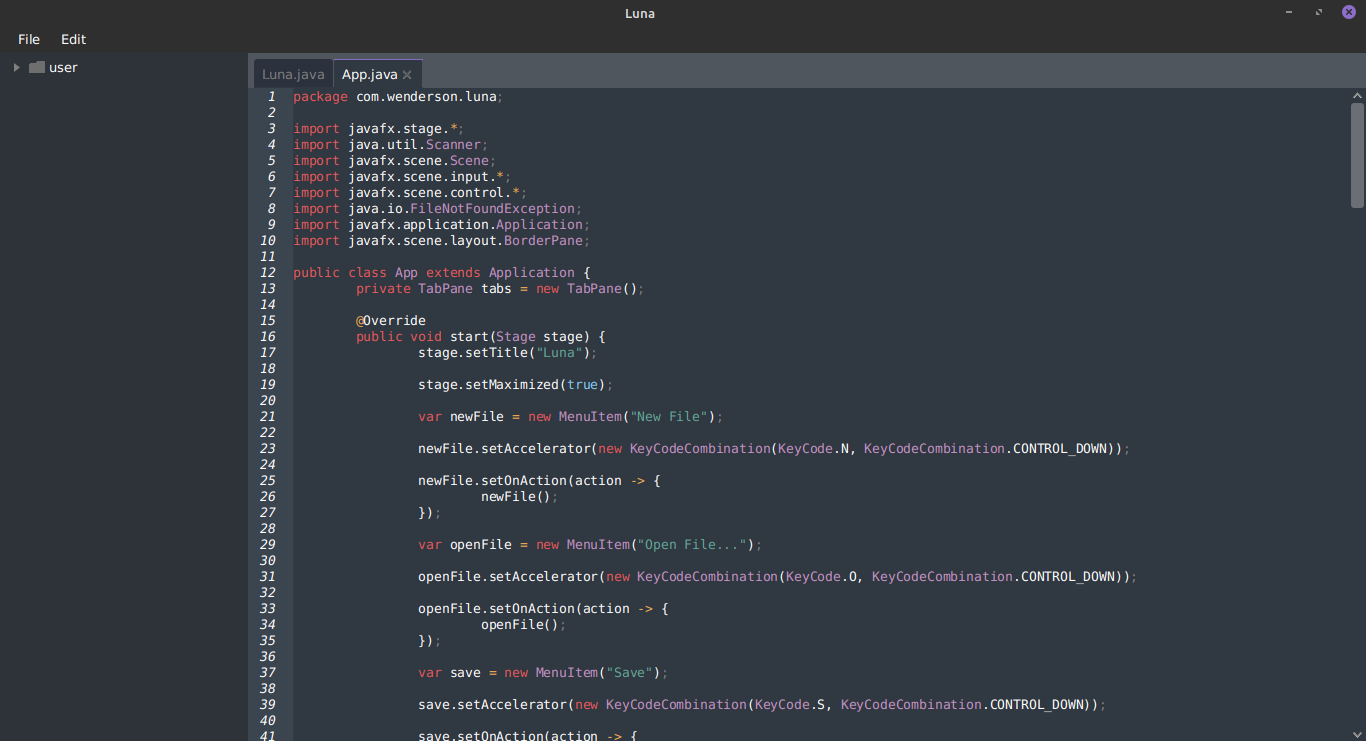 Luna
File Edit
user
Luna.java App.java
1 package com.wenderson.luna;
2
3 import javafx.stage.*;
4 import java.util.Scanner;
5 import javafx.scene.Scene;
6 import javafx.scene.input.*;
7 import javafx.scene.control.*;
8 import java.io.FileNotFoundException;
9 import javafx.application.Application;
10 import javafx.scene.layout.BorderPane;
11
12 public class App extends Application {
13 private TabPane tabs = new TabPane();
14
15 @Override
16 public void start(Stage stage) {
17 stage.setTitle("Luna");
18
19 stage.setMaximized(true);
20
21 var newFile = new MenuItem("New File");
22
23 newFile.setAccelerator(new KeyCodeCombination(KeyCode.N, KeyCodeCombination.CONTROL_DOWN));
24
25 newFile.setOnAction(action -> {
26 newFile();
27 });
28
29 var openFile = new MenuItem("Open File...");
30
31 openFile.setAccelerator(new KeyCodeCombination(KeyCode.O, KeyCodeCombination.CONTROL_DOWN));
32
33 openFile.setOnAction(action -> {
34 openFile();
35 });
36
37 var save = new MenuItem("Save");
38
39 save.setAccelerator(new KeyCodeCombination(KeyCode.S, KeyCodeCombination.CONTROL_DOWN));
40
41 save.setOnAction(action -> {